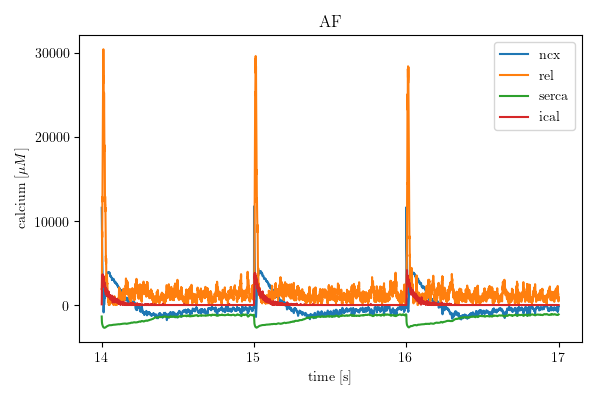 AF
30000
20000
10000
0
calcium [μM]
ncx
rel
serca
ical
14
15
16
17
time [s]